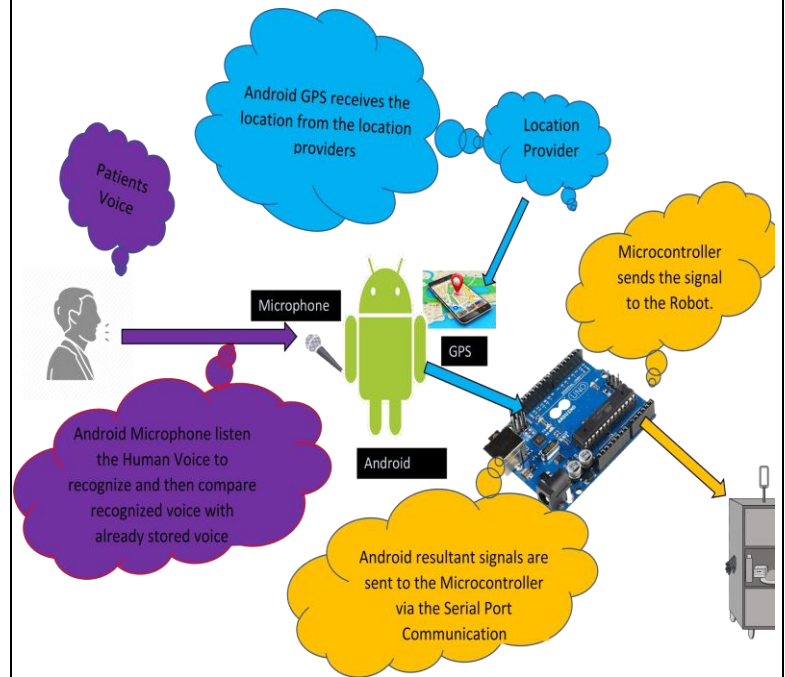 Android GPS receives the
location from the location
providers
Location
Provider
Patients
Voice
Microcontroller
sends the signal
to the Robot.
Microphone
GPS
UNO
Android Microphone listen
the Human Voice to
recognize and then compare
recognized voice with
already stored voice
Android
Android resultant signals are
sent to the Microcontroller
via the Serial Port
Communication